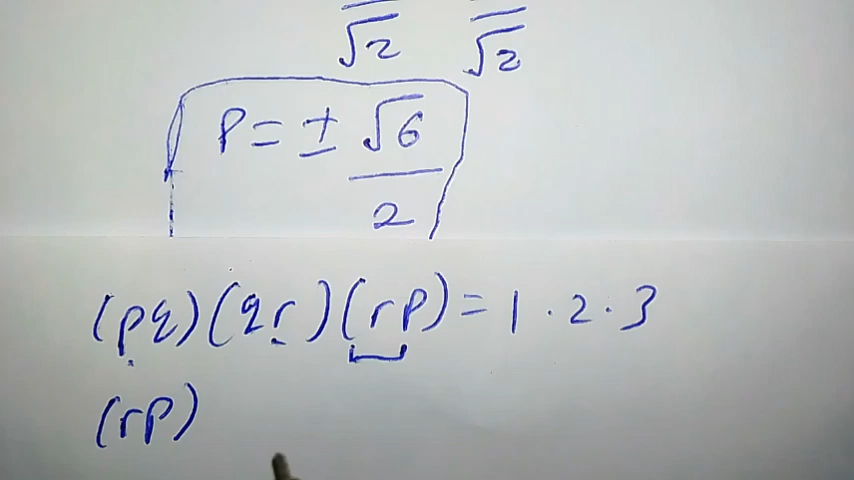 √2 √2
P = ± √6
2
(pq)(qr)(rp) = 1 · 2 · 3
(rp)